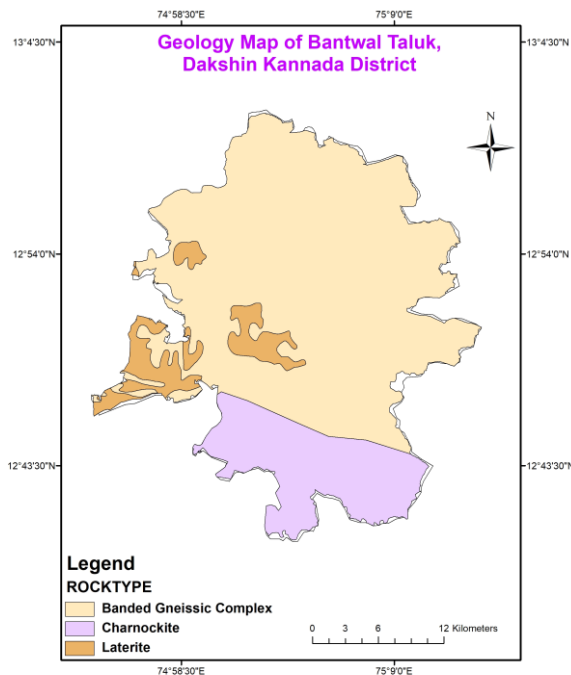 74°58'30"E 75°9'0"E
Geology Map of Bantwal Taluk,
Dakshin Kannada District
13°4'30"N 13°4'30"N
N
12°54'0"N 12°54'0"N
12°43'30"N 12°43'30"N
Legend
ROCKTYPE
Banded Gneissic Complex
Charnockite
Laterite
0 3 6 12 Kilometers
74°58'30"E 75°9'0"E